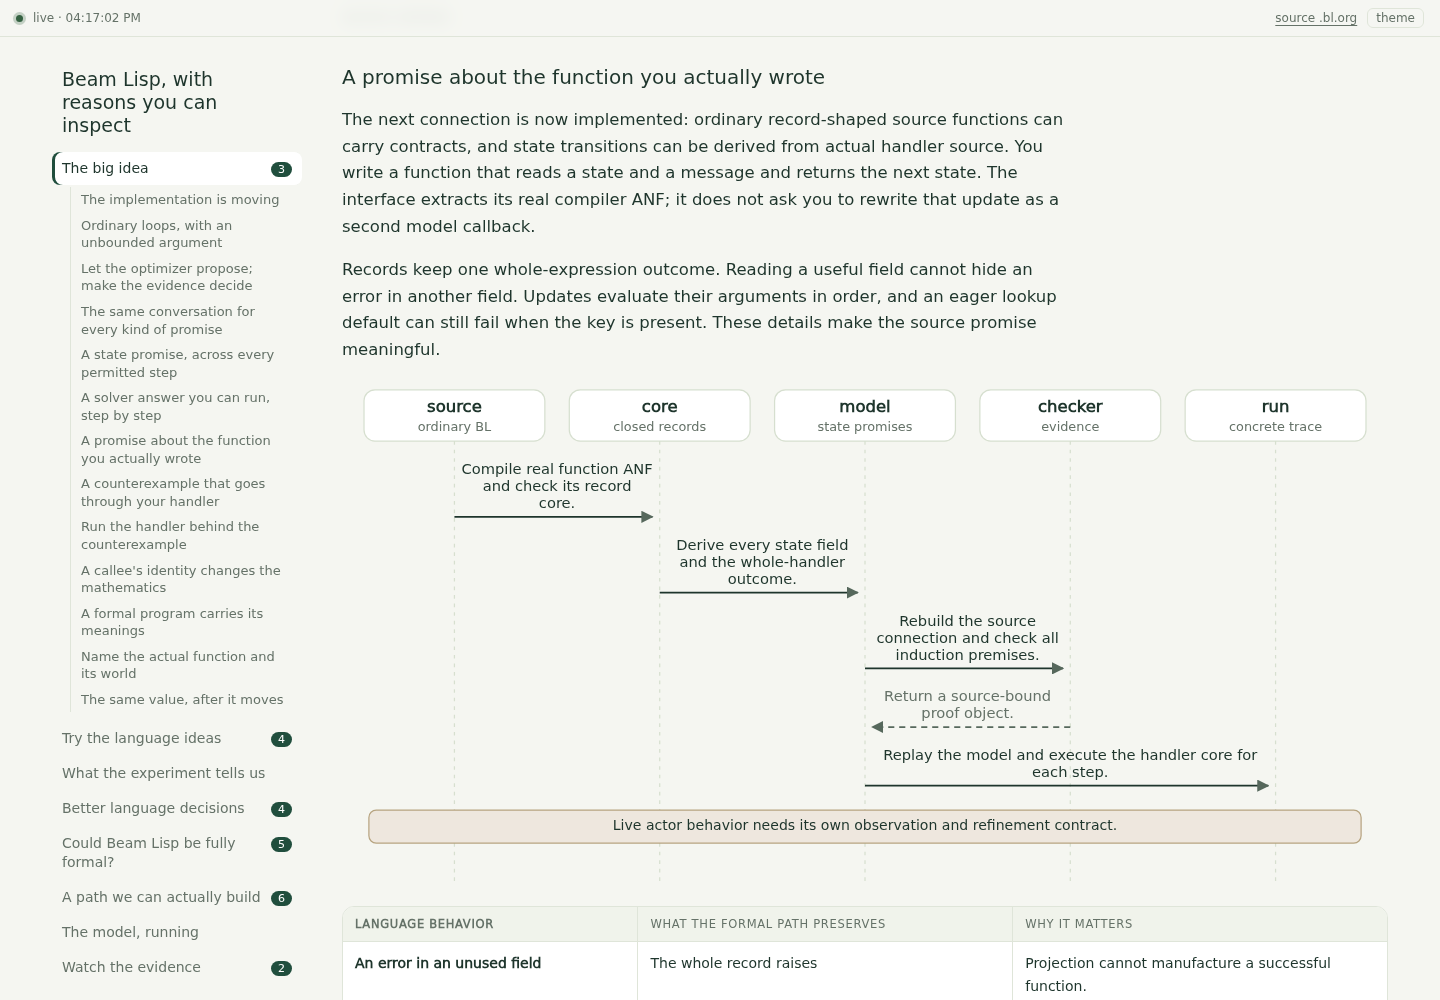 live · 04:17:02 PM
source .bl.org
theme
Beam Lisp, with
reasons you can
inspect
The big idea
3
The implementation is moving
Ordinary loops, with an
unbounded argument
Let the optimizer propose;
make the evidence decide
The same conversation for
every kind of promise
A state promise, across every
permitted step
A solver answer you can run,
step by step
A promise about the function
you actually wrote
A counterexample that goes
through your handler
Run the handler behind the
counterexample
A callee's identity changes the
mathematics
A formal program carries its
meanings
Name the actual function and
its world
The same value, after it moves
Try the language ideas
4
What the experiment tells us
Better language decisions
4
Could Beam Lisp be fully
formal?
5
A path we can actually build
6
The model, running
Watch the evidence
2
A promise about the function you actually wrote
The next connection is now implemented: ordinary record-shaped source functions can
carry contracts, and state transitions can be derived from actual handler source. You
write a function that reads a state and a message and returns the next state. The
interface extracts its real compiler ANF; it does not ask you to rewrite that update as a
second model callback.
Records keep one whole-expression outcome. Reading a useful field cannot hide an
error in another field. Updates evaluate their arguments in order, and an eager lookup
default can still fail when the key is present. These details make the source promise
meaningful.
source
ordinary BL
core
closed records
model
state promises
checker
evidence
run
concrete trace
Compile real function ANF
and check its record
core.
Derive every state field
and the whole-handler
outcome.
Rebuild the source
connection and check all
induction premises.
Return a source-bound
proof object.
Replay the model and execute the handler core for
each step.
Live actor behavior needs its own observation and refinement contract.
LANGUAGE BEHAVIOR
WHAT THE FORMAL PATH PRESERVES
WHY IT MATTERS
An error in an unused field
The whole record raises
Projection cannot manufacture a successful
function.